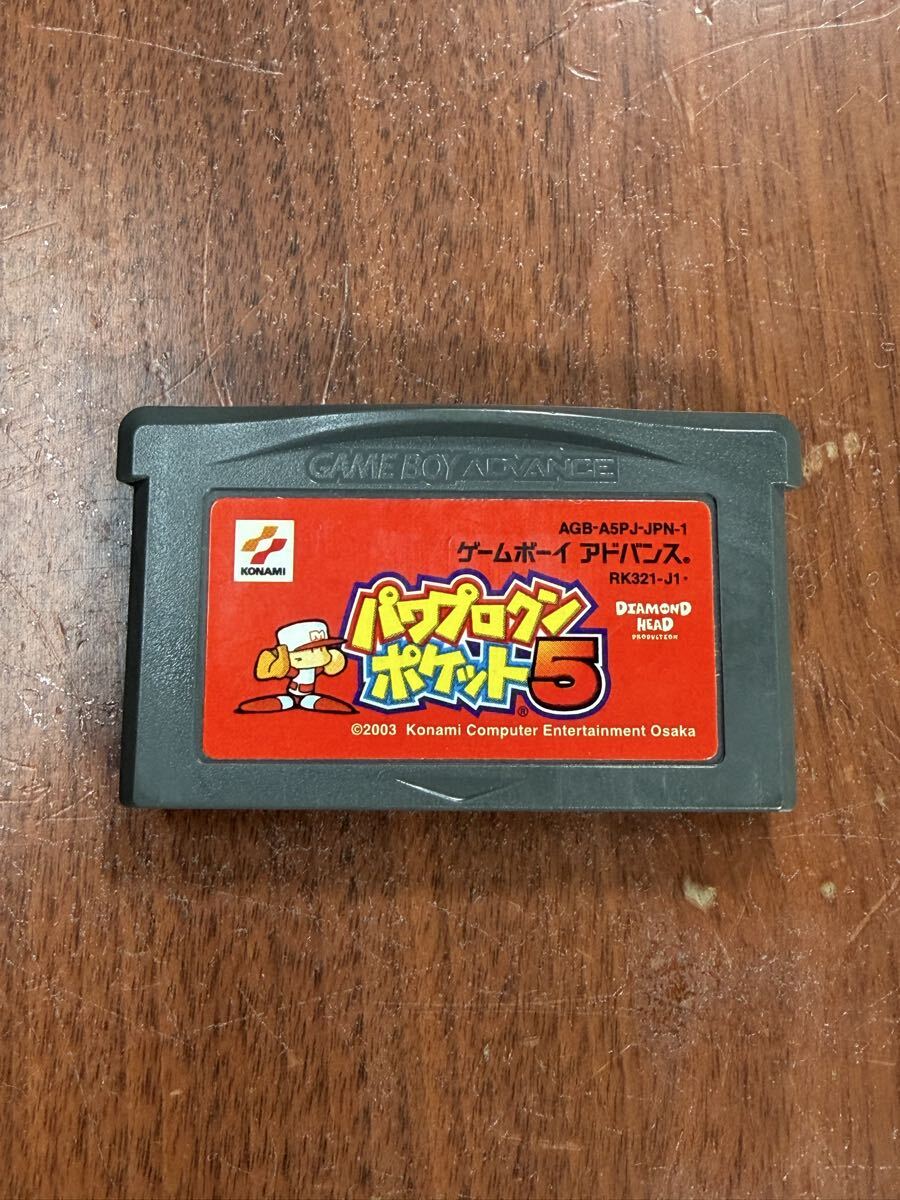 GAME BOY ADVANCE
AGB-A5PJ-JPN-1
ゲームボーイ アドバンス®
RK321-J1
KONAMI
M
パワプロクン
ポケット5®
DIAMOND
HEAD
PRODUCTION
©2003 Konami Computer Entertainment Osaka